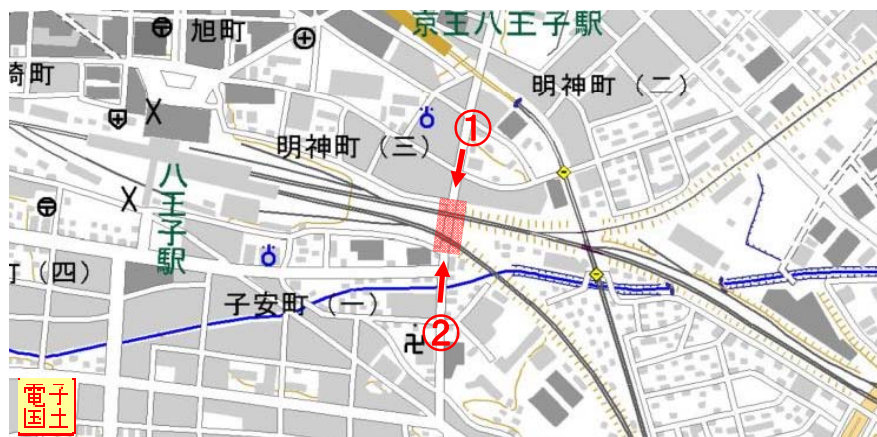 旭町
京王八王子駅
崎町
明神町(二)
①
明神町(三)
八王子駅
町(四)
子安町(一)
②
電子
国土